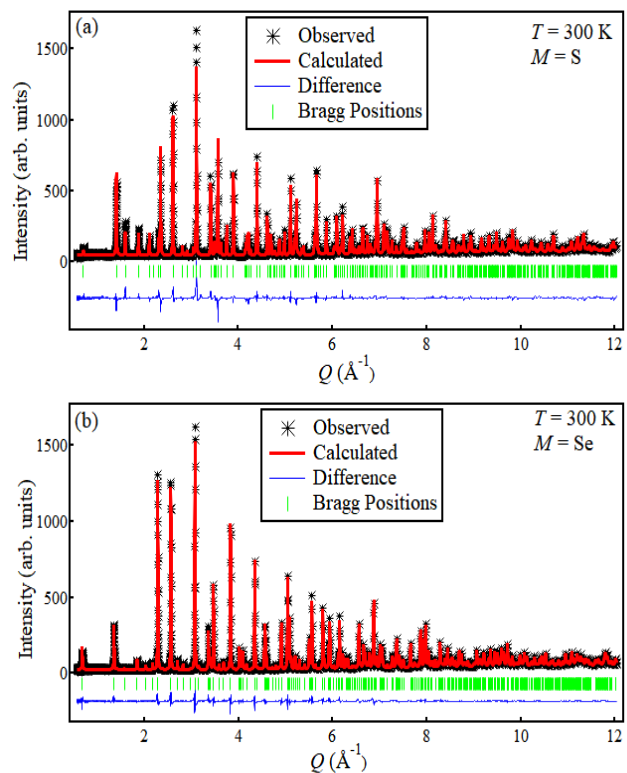 (a)
Observed
Calculated
Difference
Bragg Positions
T = 300 K
M = S
Intensity (arb. units)
1500
1000
500
0
2
4
6
8
10
12
Q (Å-1)
(b)
Observed
Calculated
Difference
Bragg Positions
T = 300 K
M = Se
Intensity (arb. units)
1500
1000
500
0
2
4
6
8
10
12
Q (Å-1)